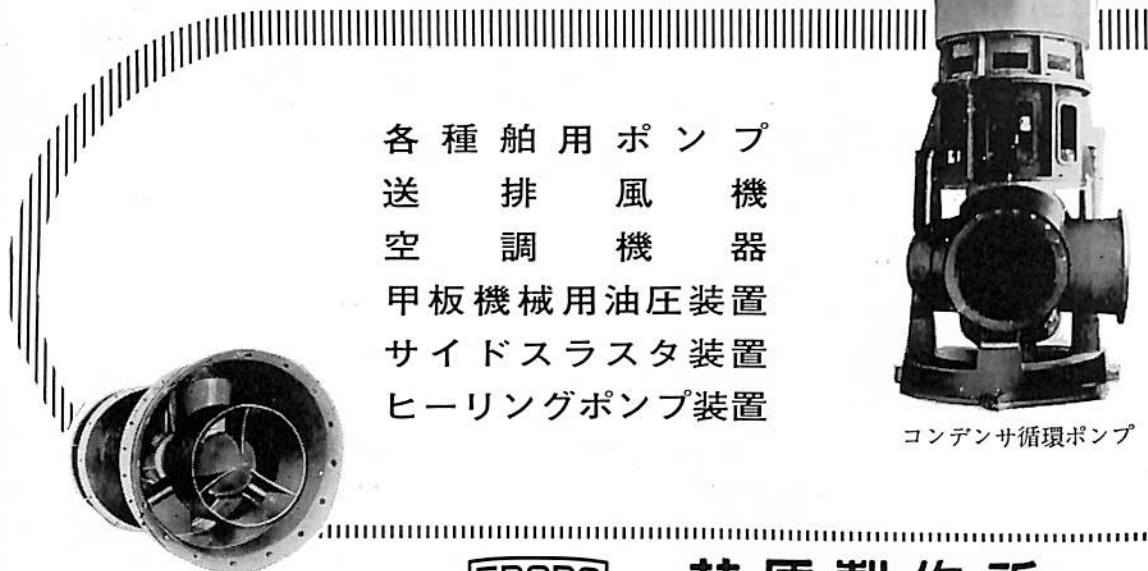 各種舶用ポンプ
送排風機
空調機器
甲板機械用油圧装置
サイドスラスタ装置
ヒーリングポンプ装置
コンデンサ循環ポンプ